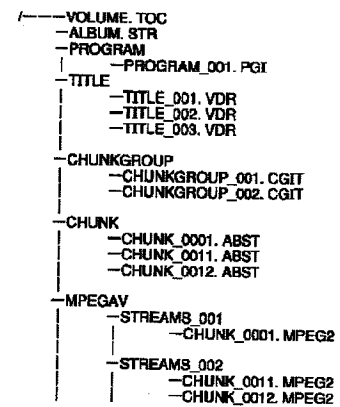 /———VOLUME. TOC
—ALBUM. STR
—PROGRAM
—PROGRAM_001. PGI
—TITLE
—TITLE_001. VDR
—TITLE_002. VDR
—TITLE_003. VDR
—CHUNKGROUP
—CHUNKGROUP_001. CGIT
—CHUNKGROUP_002. CGIT
—CHUNK
—CHUNK_0001. ABST
—CHUNK_0011. ABST
—CHUNK_0012. ABST
—MPEGAV
—STREAMS_001
—CHUNK_0001. MPEG2
—STREAMS_002
—CHUNK_0011. MPEG2
—CHUNK_0012. MPEG2